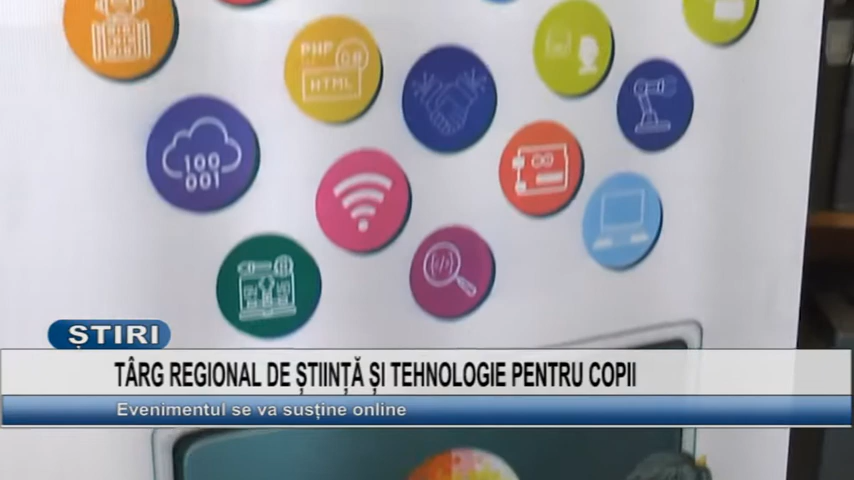 PHP
HTML
100
001
ȘTIRI
TÂRG REGIONAL DE ȘTIINȚĂ ȘI TEHNOLOGIE PENTRU COPII
Evenimentul se va susține online